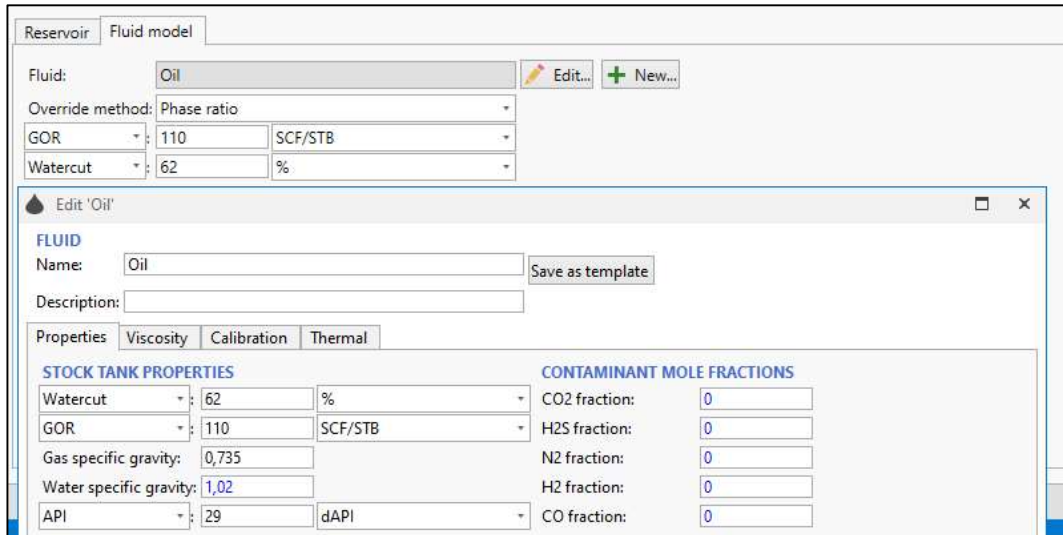 Reservoir Fluid model
Fluid: Oil Edit... New...
Override method: Phase ratio
GOR : 110 SCF/STB
Watercut : 62 %
Edit 'Oil'
FLUID
Name: Oil Save as template
Description:
Properties Viscosity Calibration Thermal
STOCK TANK PROPERTIES CONTAMINANT MOLE FRACTIONS
Watercut : 62 % CO2 fraction: 0
GOR : 110 SCF/STB H2S fraction: 0
Gas specific gravity: 0,735 N2 fraction: 0
Water specific gravity: 1,02 H2 fraction: 0
API : 29 dAPI CO fraction: 0